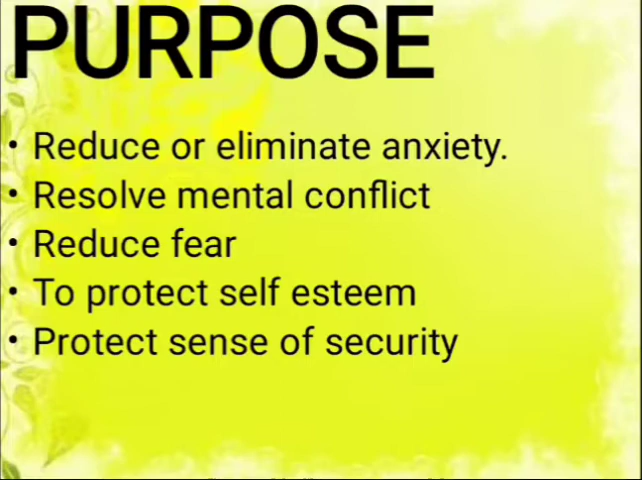 PURPOSE
• Reduce or eliminate anxiety.
• Resolve mental conflict
• Reduce fear
• To protect self esteem
• Protect sense of security